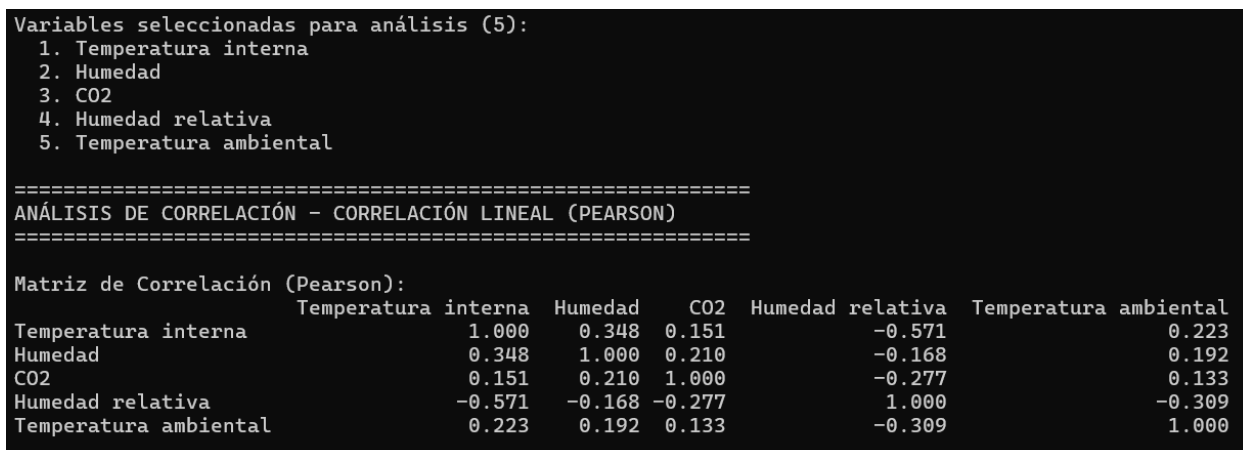 Variables seleccionadas para análisis (5):
  1. Temperatura interna
  2. Humedad
  3. CO2
  4. Humedad relativa
  5. Temperatura ambiental
============================================================
ANÁLISIS DE CORRELACIÓN - CORRELACIÓN LINEAL (PEARSON)
============================================================
Matriz de Correlación (Pearson):
                       Temperatura interna  Humedad    CO2  Humedad relativa  Temperatura ambiental
Temperatura interna                  1.000    0.348  0.151            -0.571                  0.223
Humedad                              0.348    1.000  0.210            -0.168                  0.192
CO2                                  0.151    0.210  1.000            -0.277                  0.133
Humedad relativa                    -0.571   -0.168 -0.277             1.000                 -0.309
Temperatura ambiental                0.223    0.192  0.133            -0.309                  1.000